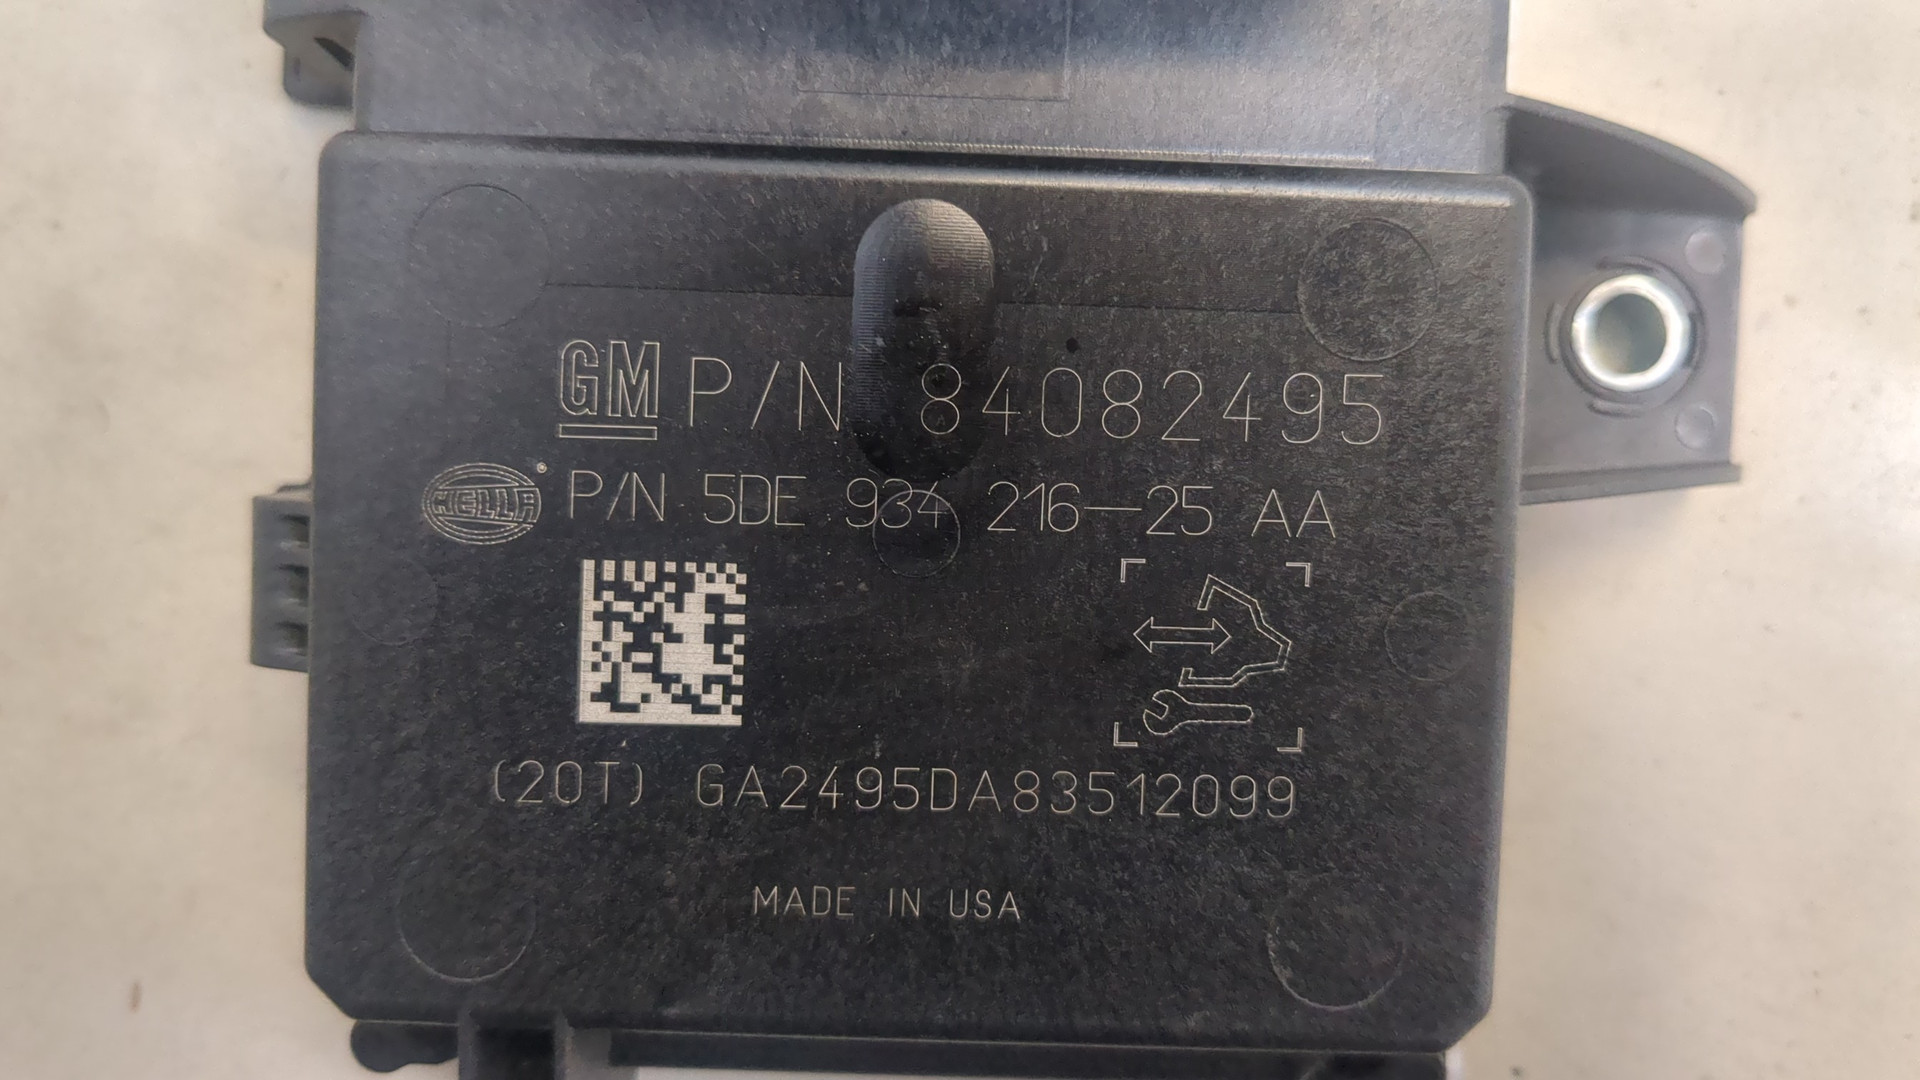 GM P/N 84082495
HELLA P/N 5DE 934 216-25 AA
(20T) GA2495DA83512099
MADE IN USA